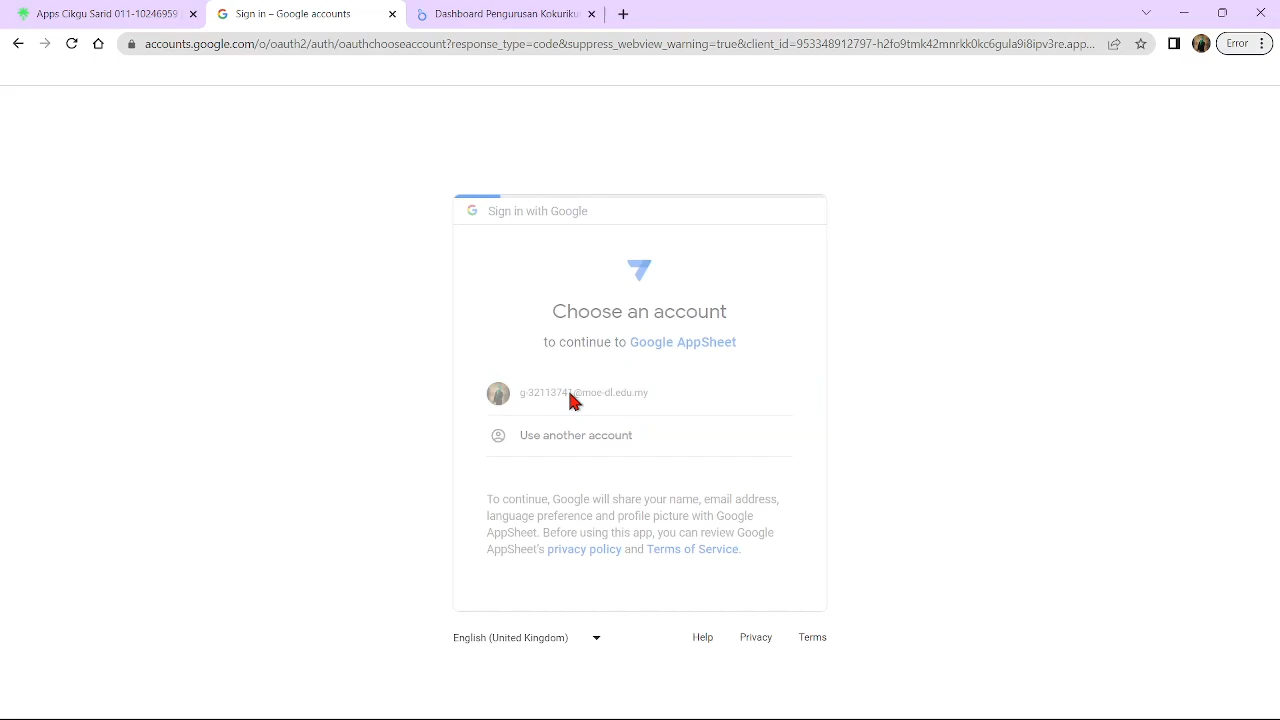 Apps Cikgu Sarid 011-10246959
Sign in – Google accounts
Dashboard Pengurusan Kokuriku
accounts.google.com/o/oauth2/auth/oauthchooseaccount?response_type=code&suppress_webview_warning=true&client_id=953348012797-h2fo9tmk42mnrkk0kc6gula9i8ipv3re.app...
Error
Sign in with Google
Choose an account
to continue to Google AppSheet
g-32113741@moe-dl.edu.my
Use another account
To continue, Google will share your name, email address,
language preference and profile picture with Google
AppSheet. Before using this app, you can review Google
AppSheet's privacy policy and Terms of Service.
English (United Kingdom)
Help
Privacy
Terms